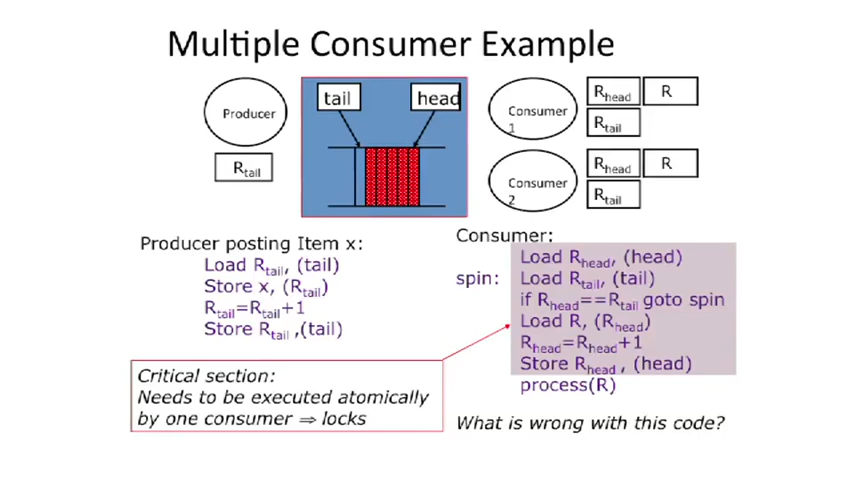 Multiple Consumer Example
Producer
tail
head
Consumer
1
Rhead
R
Rtail
Rtail
Consumer
2
Rhead
R
Rtail
Producer posting Item x:
Load Rtail, (tail)
Store x, (Rtail)
Rtail=Rtail+1
Store Rtail ,(tail)
Consumer:
Load Rhead, (head)
spin: Load Rtail, (tail)
if Rhead==Rtail goto spin
Load R, (Rhead)
Rhead=Rhead+1
Store Rhead , (head)
process(R)
Critical section:
Needs to be executed atomically
by one consumer ⇒ locks
What is wrong with this code?